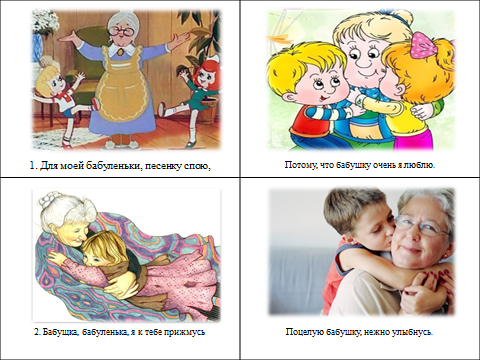 1. Для моей бабуленьки, песенку спою,
Потому, что бабушку очень я люблю.
2. Бабушка, бабуленька, я к тебе прижмусь
Поцелую бабушку, нежно улыбнусь.